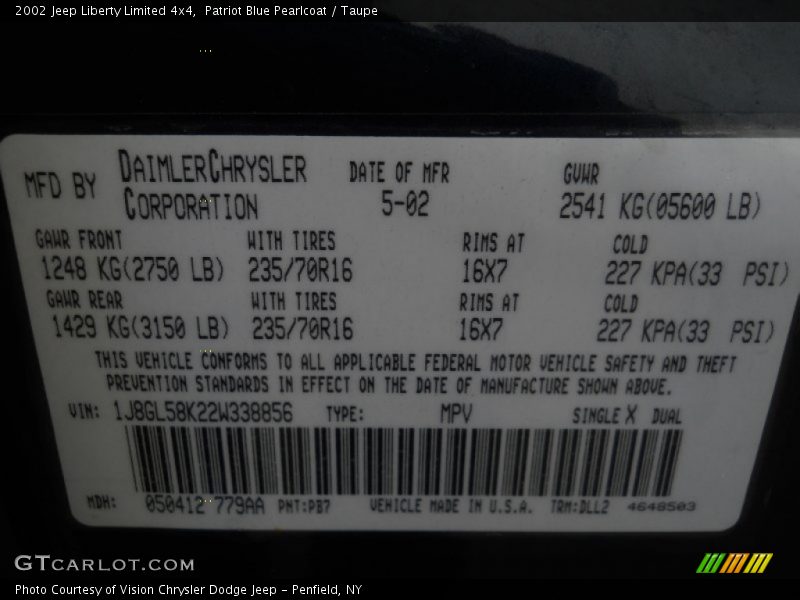 2002 Jeep Liberty Limited 4x4,  Patriot Blue Pearlcoat / Taupe
MFD BY DAIMLERCHRYSLER CORPORATION DATE OF MFR 5-02 GVWR 2541 KG(05600 LB)
GAWR FRONT WITH TIRES RIMS AT COLD
1248 KG(2750 LB) 235/70R16 16X7 227 KPA(33 PSI)
GAWR REAR WITH TIRES RIMS AT COLD
1429 KG(3150 LB) 235/70R16 16X7 227 KPA(33 PSI)
THIS VEHICLE CONFORMS TO ALL APPLICABLE FEDERAL MOTOR VEHICLE SAFETY AND THEFT
PREVENTION STANDARDS IN EFFECT ON THE DATE OF MANUFACTURE SHOWN ABOVE.
VIN: 1J8GL58K22W338856 TYPE: MPV SINGLE X DUAL
MDH: 050412 779AA PNT:PB7 VEHICLE MADE IN U.S.A. TRM:DLL2 4648503
GTCARLOT.COM
Photo Courtesy of Vision Chrysler Dodge Jeep - Penfield, NY